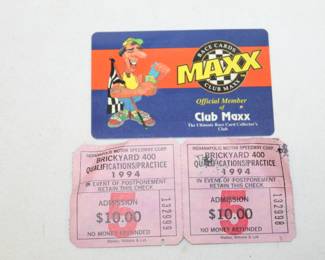 RACE CARDS
MAXX
CLUB MAXX
Official Member
of
Club Maxx
The Ultimate Race Card Collector's
Club
INDIANAPOLIS MOTOR SPEEDWAY CORP
BRICKYARD 400
QUALIFICATIONS/PRACTICE
1994
IN EVENT OF POSTPONEMENT
RETAIN THIS CHECK
ADMISSION
$10.00
NO MONEY REFUNDED
132999
INDIANAPOLIS MOTOR SPEEDWAY CORP
BRICKYARD 400
QUALIFICATIONS/PRACTICE
1994
IN EVENT OF POSTPONEMENT
RETAIN THIS CHECK
ADMISSION
$10.00
NO MONEY REFUNDED
132998
5